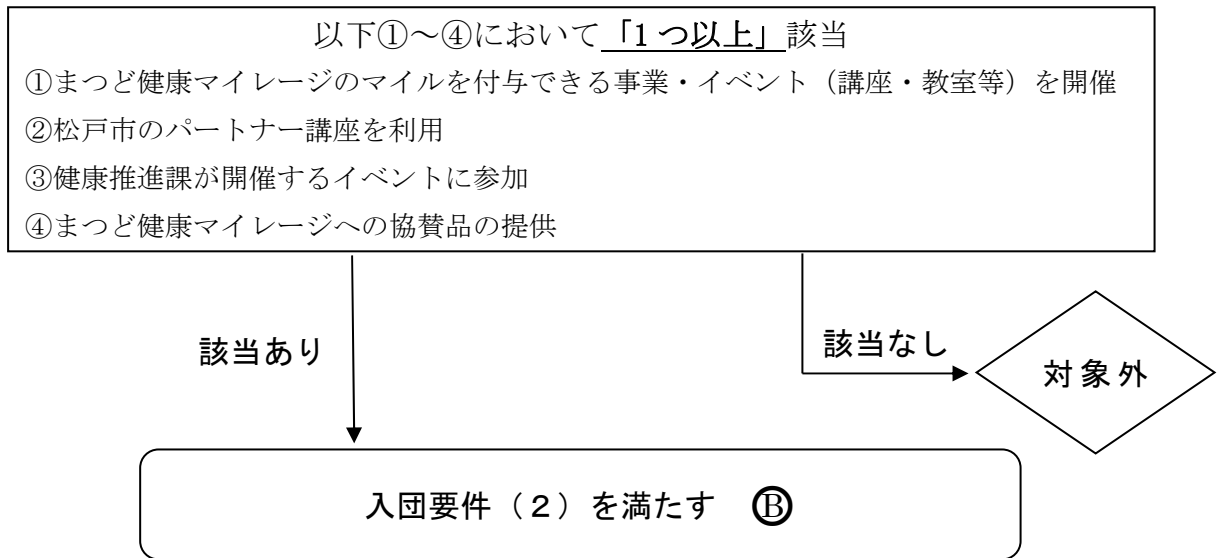 以下①～④において「1つ以上」該当
①まつど健康マイレージのマイルを付与できる事業・イベント（講座・教室等）を開催
②松戸市のパートナー講座を利用
③健康推進課が開催するイベントに参加
④まつど健康マイレージへの協賛品の提供
該当あり
該当なし
対象外
入団要件（２）を満たす Ⓑ